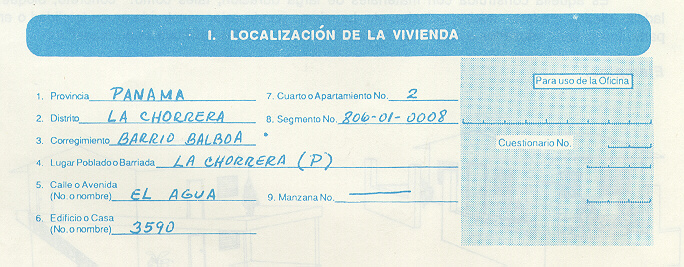 I. LOCALIZACIÓN DE LA VIVIENDA
Para uso de la Oficina
1. Provincia PANAMA
7. Cuarto o Apartamiento No. 2
2. Distrito LA CHORRERA
8. Segmento No. 806-01-0008
3. Corregimiento BARRIO BALBOA
Cuestionario No.
4. Lugar Poblado o Barriada LA CHORRERA (P)
5. Calle o Avenida
(No. o nombre) EL AGUA
9. Manzana No. —
6. Edificio o Casa
(No. o nombre) 3590